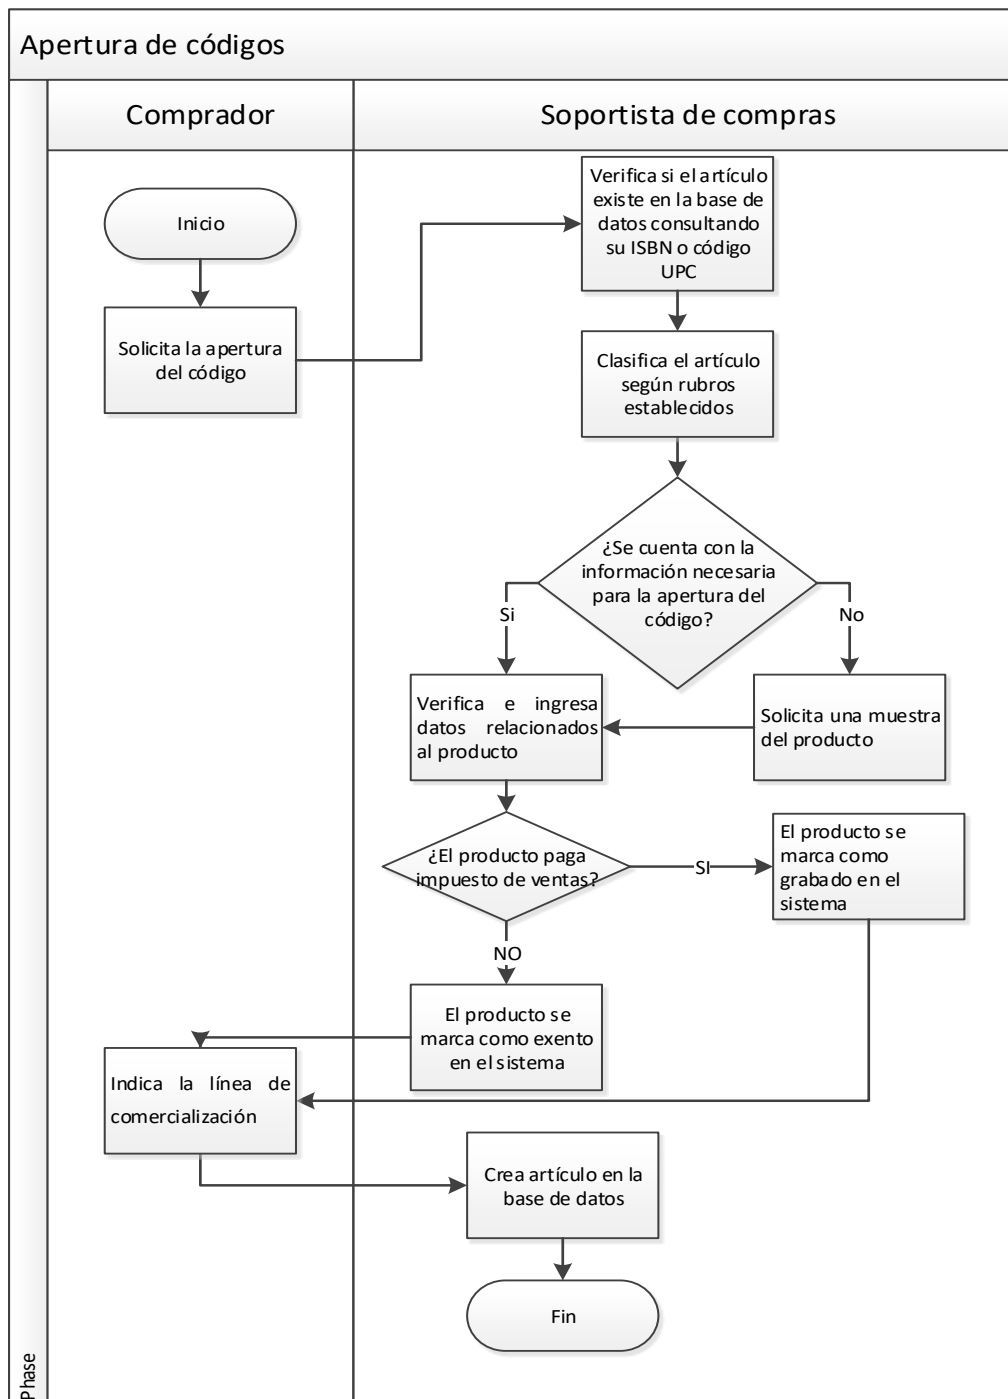 Apertura de códigos
Comprador
Soportista de compras
Inicio
Solicita la apertura
del código
Verifica si el artículo
existe en la base de
datos consultando
su ISBN o código
UPC
Clasifica el artículo
según rubros
establecidos
¿Se cuenta con la
información necesaria
para la apertura del
código?
Si
No
Verifica e ingresa
datos relacionados
al producto
Solicita una muestra
del producto
¿El producto paga
impuesto de ventas?
SI
El producto se
marca como
grabado en el
sistema
NO
El producto se
marca como exento
en el sistema
Indica la línea de
comercialización
Crea artículo en la
base de datos
Fin
Phase